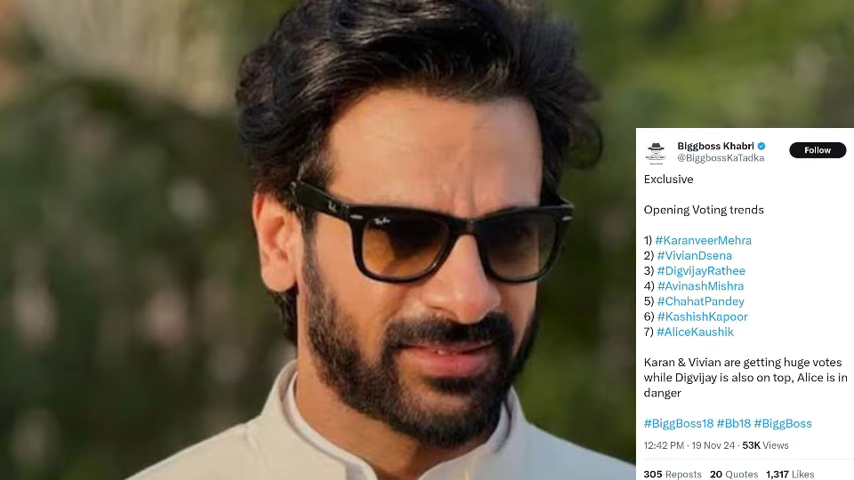 Ray-Ban
Biggboss Khabri
@BiggbossKaTadka
Follow
Exclusive
Opening Voting trends
1) #KaranveerMehra
2) #VivianDsena
3) #DigvijayRathee
4) #AvinashMishra
5) #ChahatPandey
6) #KashishKapoor
7) #AliceKaushik
Karan & Vivian are getting huge votes
while Digvijay is also on top, Alice is in
danger
#BiggBoss18 #Bb18 #BiggBoss
12:42 PM · 19 Nov 24 · 53K Views
305 Reposts 20 Quotes 1,317 Likes